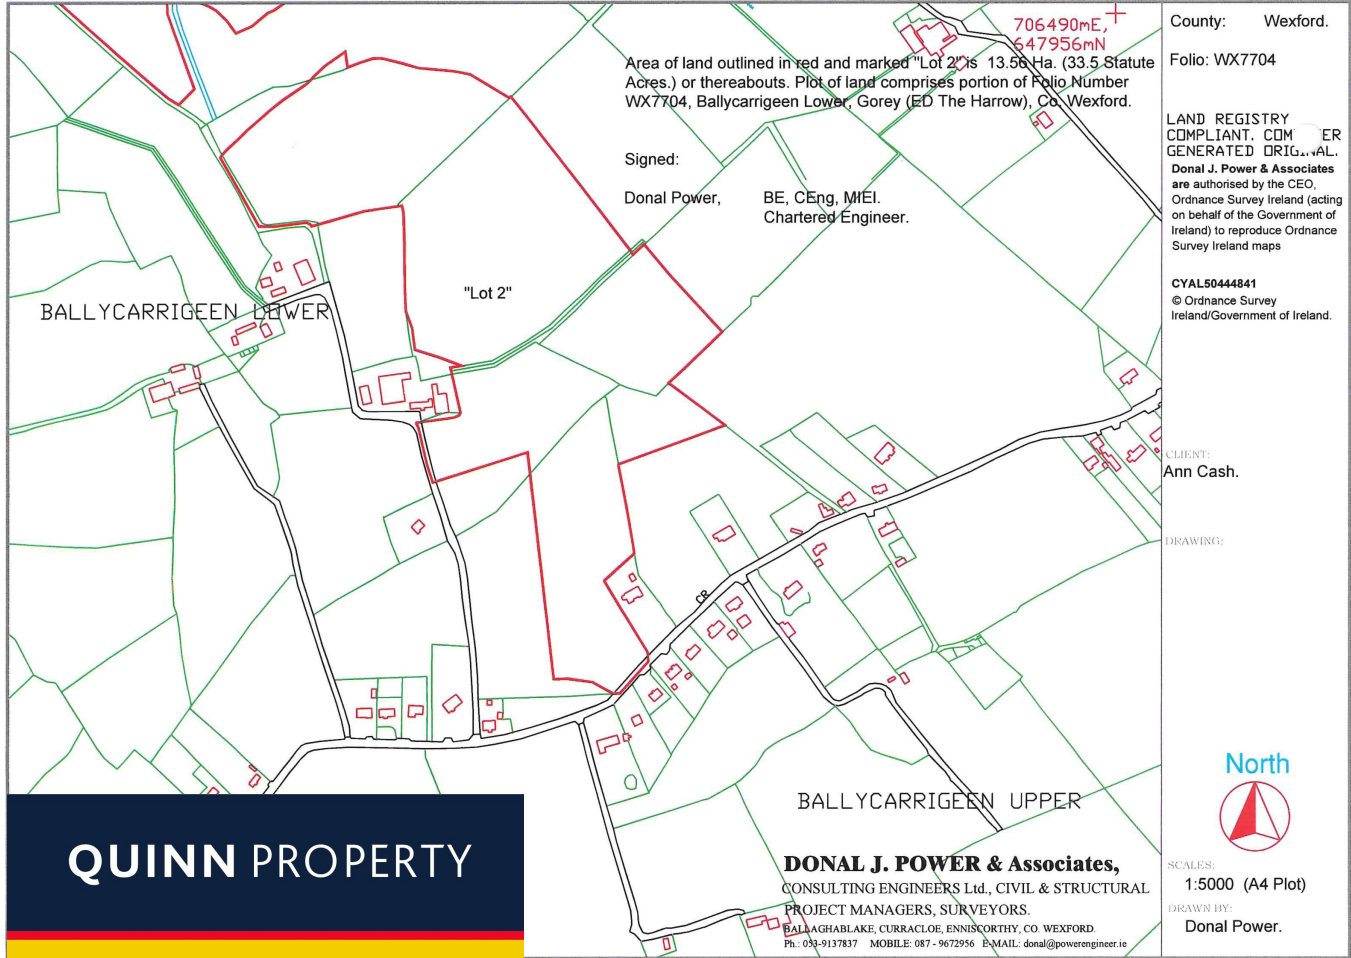 706490mE,
647956mN
Area of land outlined in red and marked "Lot 2" is 13.56 Ha. (33.5 Statute
Acres.) or thereabouts. Plot of land comprises portion of Folio Number
WX7704, Ballycarrigeen Lower, Gorey (ED The Harrow), Co. Wexford.
Signed:
Donal Power, BE, CEng, MIEI.
Chartered Engineer.
"Lot 2"
BALLYCARRIGEEN LOWER
CR
BALLYCARRIGEEN UPPER
QUINN PROPERTY
DONAL J. POWER & Associates,
CONSULTING ENGINEERS Ltd., CIVIL & STRUCTURAL
PROJECT MANAGERS, SURVEYORS.
BALLAGHABLAKE, CURRACLOE, ENNISCORTHY, CO. WEXFORD.
Ph.: 053-9137837 MOBILE: 087 - 9672956 E-MAIL: donal@powerengineer.ie
County: Wexford.
Folio: WX7704
LAND REGISTRY
COMPLIANT. COM ER
GENERATED ORIGINAL.
Donal J. Power & Associates
are authorised by the CEO,
Ordnance Survey Ireland (acting
on behalf of the Government of
Ireland) to reproduce Ordnance
Survey Ireland maps
CYAL50444841
© Ordnance Survey
Ireland/Government of Ireland.
CLIENT:
Ann Cash.
DRAWING:
North
SCALES:
1:5000 (A4 Plot)
DRAWN BY:
Donal Power.